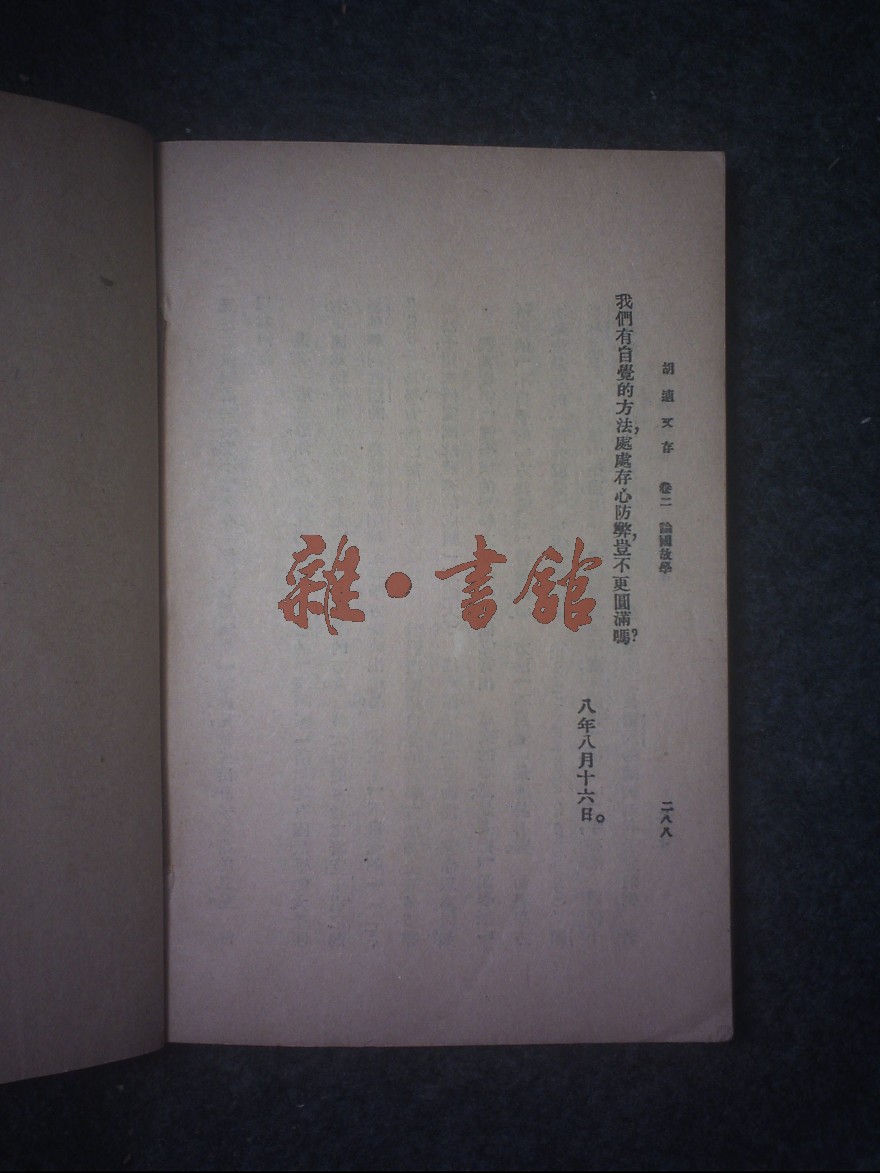 胡適文存 卷二 論國故學
二八八
我們有自覺的方法,處處存心防弊,豈不更圓滿嗎?
八年八月十六日。
雜·書館